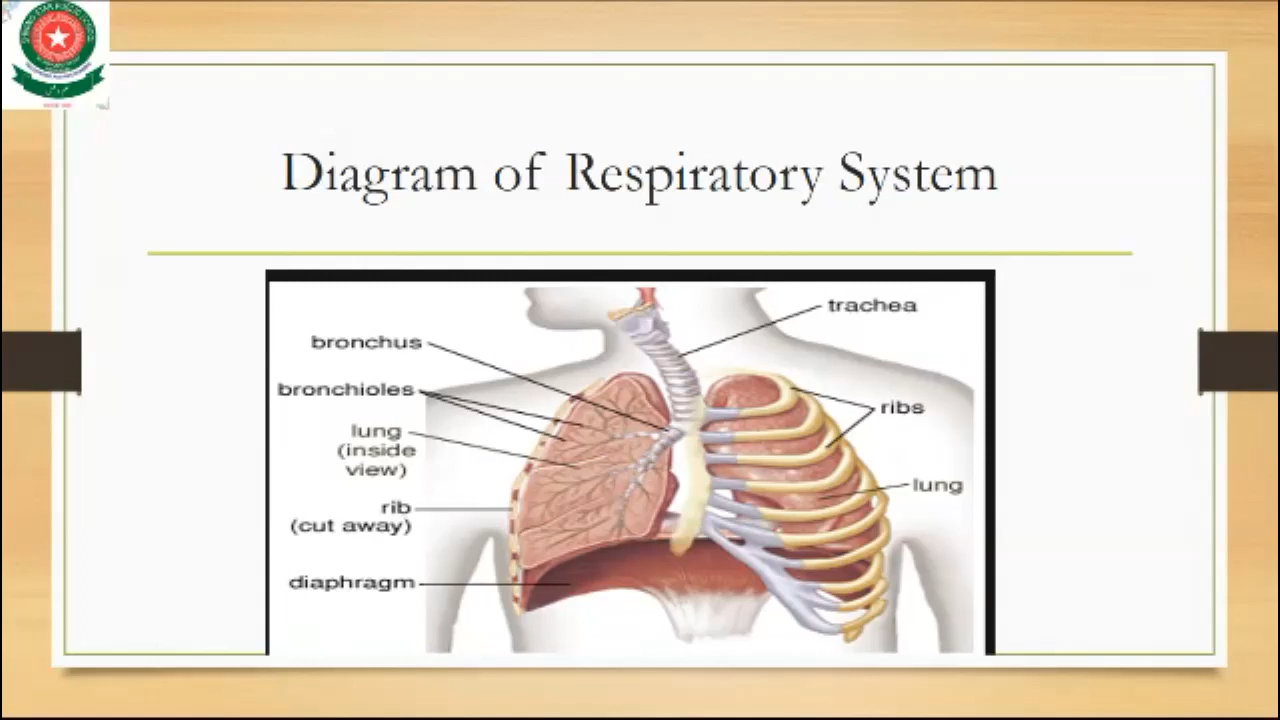 Diagram of Respiratory System
trachea
bronchus
bronchioles
ribs
lung
(inside
view)
lung
rib
(cut away)
diaphragm